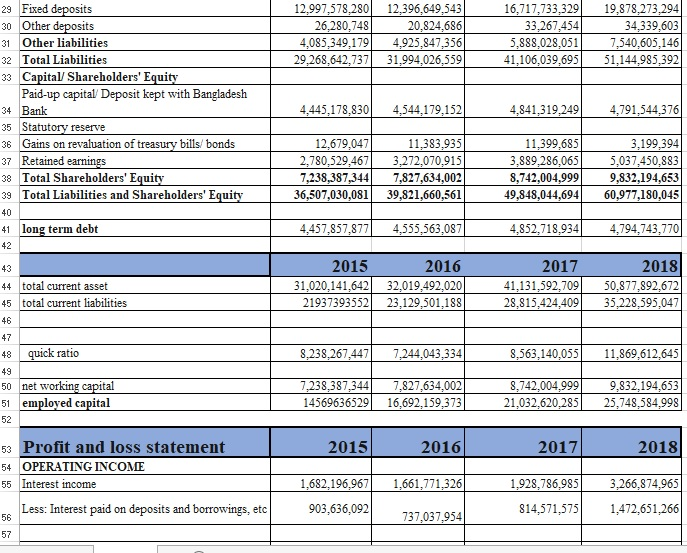 29 Fixed deposits 12,997,578,280 12,396,649,543 16,717,733,329 19,878,273,294
30 Other deposits 26,280,748 20,824,686 33,267,454 34,339,603
31 Other liabilities 4,085,349,179 4,925,847,356 5,888,028,051 7,540,605,146
32 Total Liabilities 29,268,642,737 31,994,026,559 41,106,039,695 51,144,985,392
33 Capital/ Shareholders' Equity
Paid-up capital/ Deposit kept with Bangladesh
34 Bank 4,445,178,830 4,544,179,152 4,841,319,249 4,791,544,376
35 Statutory reserve
36 Gains on revaluation of treasury bills/ bonds 12,679,047 11,383,935 11,399,685 3,199,394
37 Retained earnings 2,780,529,467 3,272,070,915 3,889,286,065 5,037,450,883
38 Total Shareholders' Equity 7,238,387,344 7,827,634,002 8,742,004,999 9,832,194,653
39 Total Liabilities and Shareholders' Equity 36,507,030,081 39,821,660,561 49,848,044,694 60,977,180,045
40
41 long term debt 4,457,857,877 4,555,563,087 4,852,718,934 4,794,743,770
42
43 2015 2016 2017 2018
44 total current asset 31,020,141,642 32,019,492,020 41,131,592,709 50,877,892,672
45 total current liabilities 21937393552 23,129,501,188 28,815,424,409 35,228,595,047
46
47
48 quick ratio 8,238,267,447 7,244,043,334 8,563,140,055 11,869,612,645
49
50 net working capital 7,238,387,344 7,827,634,002 8,742,004,999 9,832,194,653
51 employed capital 14569636529 16,692,159,373 21,032,620,285 25,748,584,998
52
53 Profit and loss statement 2015 2016 2017 2018
54 OPERATING INCOME
55 Interest income 1,682,196,967 1,661,771,326 1,928,786,985 3,266,874,965
56 Less: Interest paid on deposits and borrowings, etc 903,636,092 737,037,954 814,571,575 1,472,651,266
57